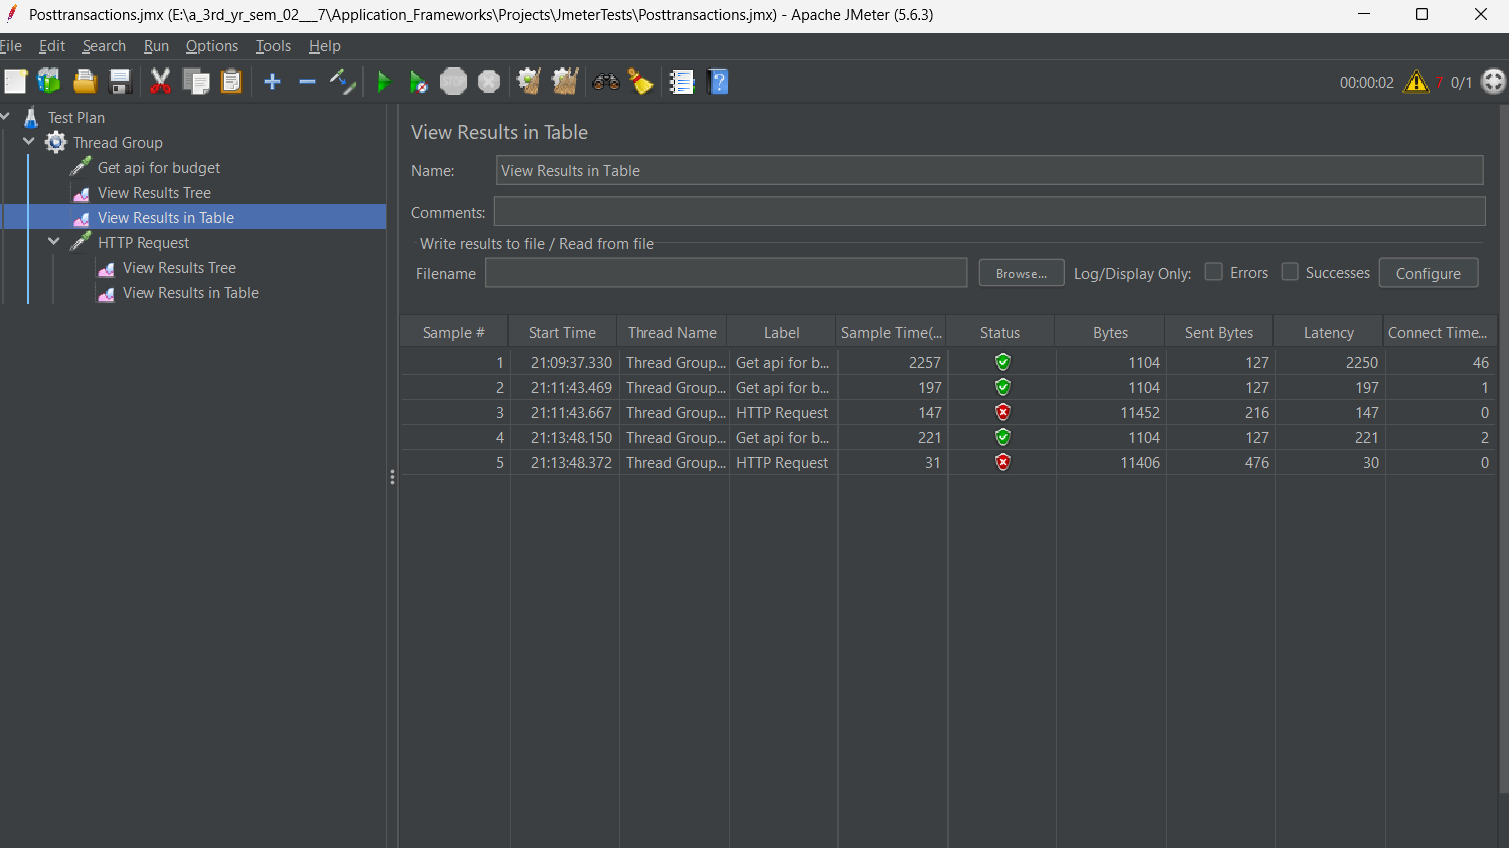 Posttransactions.jmx (E:\a_3rd_yr_sem_02___7\Application_Frameworks\Projects\JmeterTests\Posttransactions.jmx) - Apache JMeter (5.6.3)
File Edit Search Run Options Tools Help
STOP
00:00:02 7 0/1
Test Plan
Thread Group
Get api for budget
View Results Tree
View Results in Table
HTTP Request
View Results Tree
View Results in Table
View Results in Table
Name: View Results in Table
Comments:
Write results to file / Read from file
Filename Browse... Log/Display Only: Errors Successes Configure
Sample # Start Time Thread Name Label Sample Time(... Status Bytes Sent Bytes Latency Connect Time...
1 21:09:37.330 Thread Group... Get api for b... 2257 1104 127 2250 46
2 21:11:43.469 Thread Group... Get api for b... 197 1104 127 197 1
3 21:11:43.667 Thread Group... HTTP Request 147 11452 216 147 0
4 21:13:48.150 Thread Group... Get api for b... 221 1104 127 221 2
5 21:13:48.372 Thread Group... HTTP Request 31 11406 476 30 0